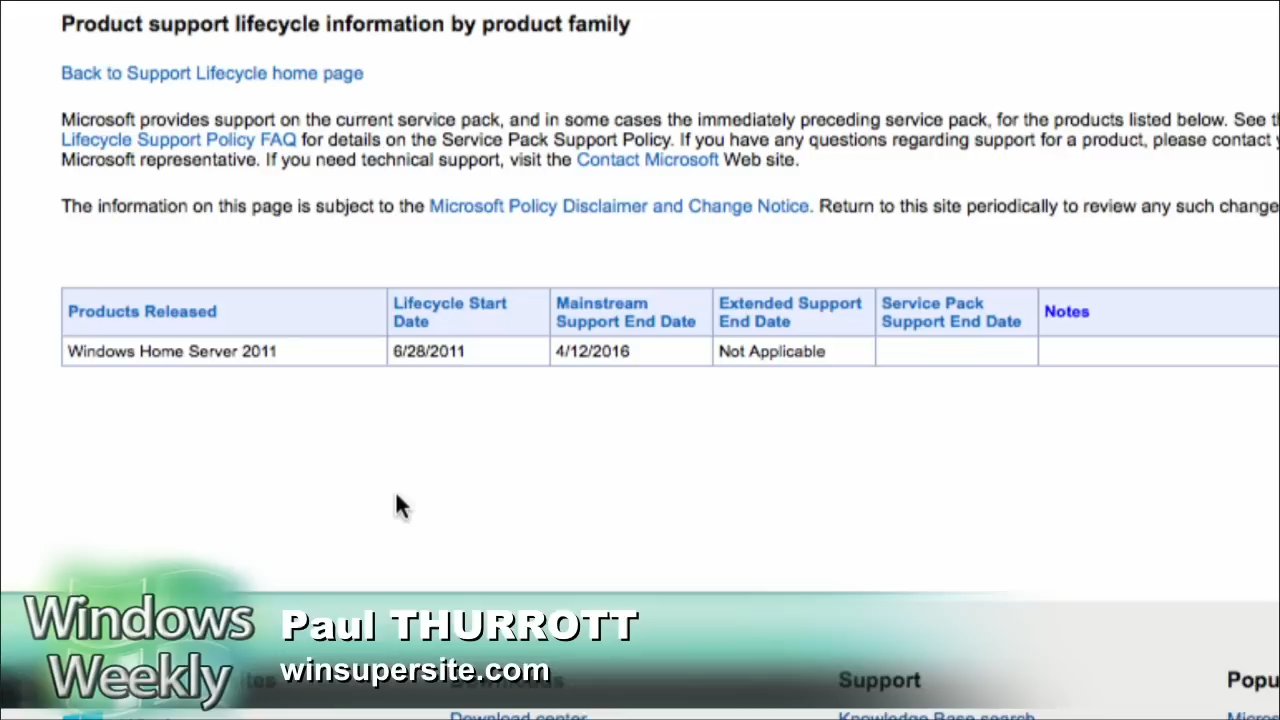 Product support lifecycle information by product family
Back to Support Lifecycle home page
Microsoft provides support on the current service pack, and in some cases the immediately preceding service pack, for the products listed below. See
Lifecycle Support Policy FAQ for details on the Service Pack Support Policy. If you have any questions regarding support for a product, please contact
Microsoft representative. If you need technical support, visit the Contact Microsoft Web site.
The information on this page is subject to the Microsoft Policy Disclaimer and Change Notice. Return to this site periodically to review any such change
Products Released
Lifecycle Start
Date
Mainstream
Support End Date
Extended Support
End Date
Service Pack
Support End Date
Notes
Windows Home Server 2011
6/28/2011
4/12/2016
Not Applicable
Windows
Weekly
Paul THURROTT
winsupersite.com
Support
Popu
Download center
Knowledge Base search